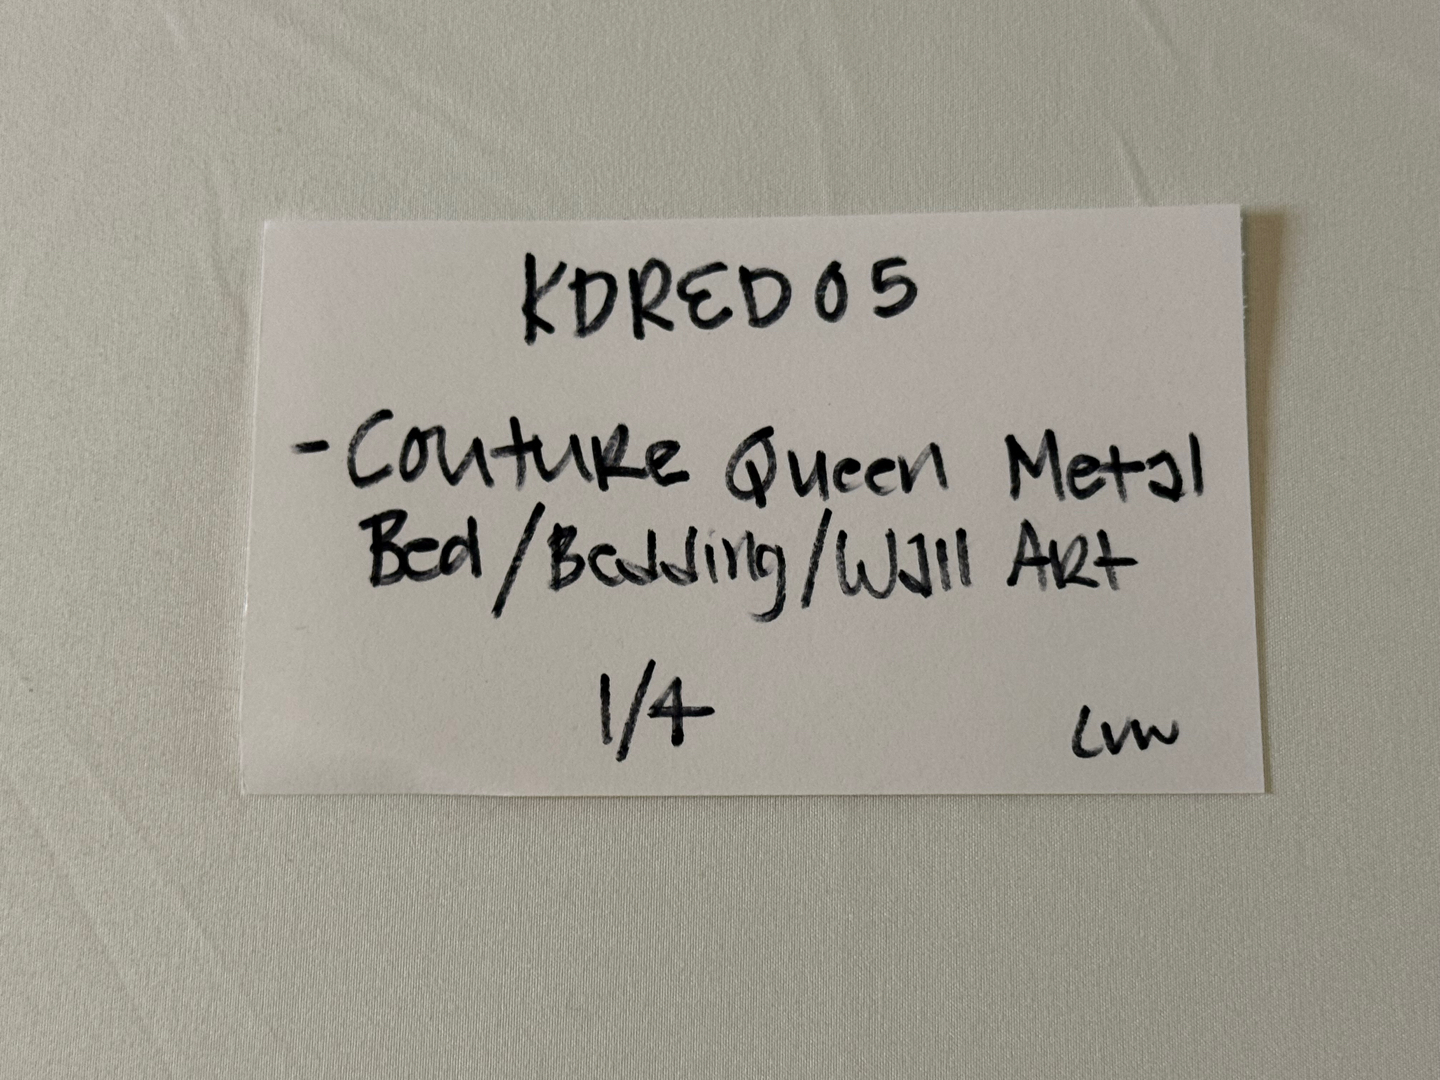 KDRED05
- Couture Queen Metal
Bed/Bedding/Wall Art
1/4
LVW